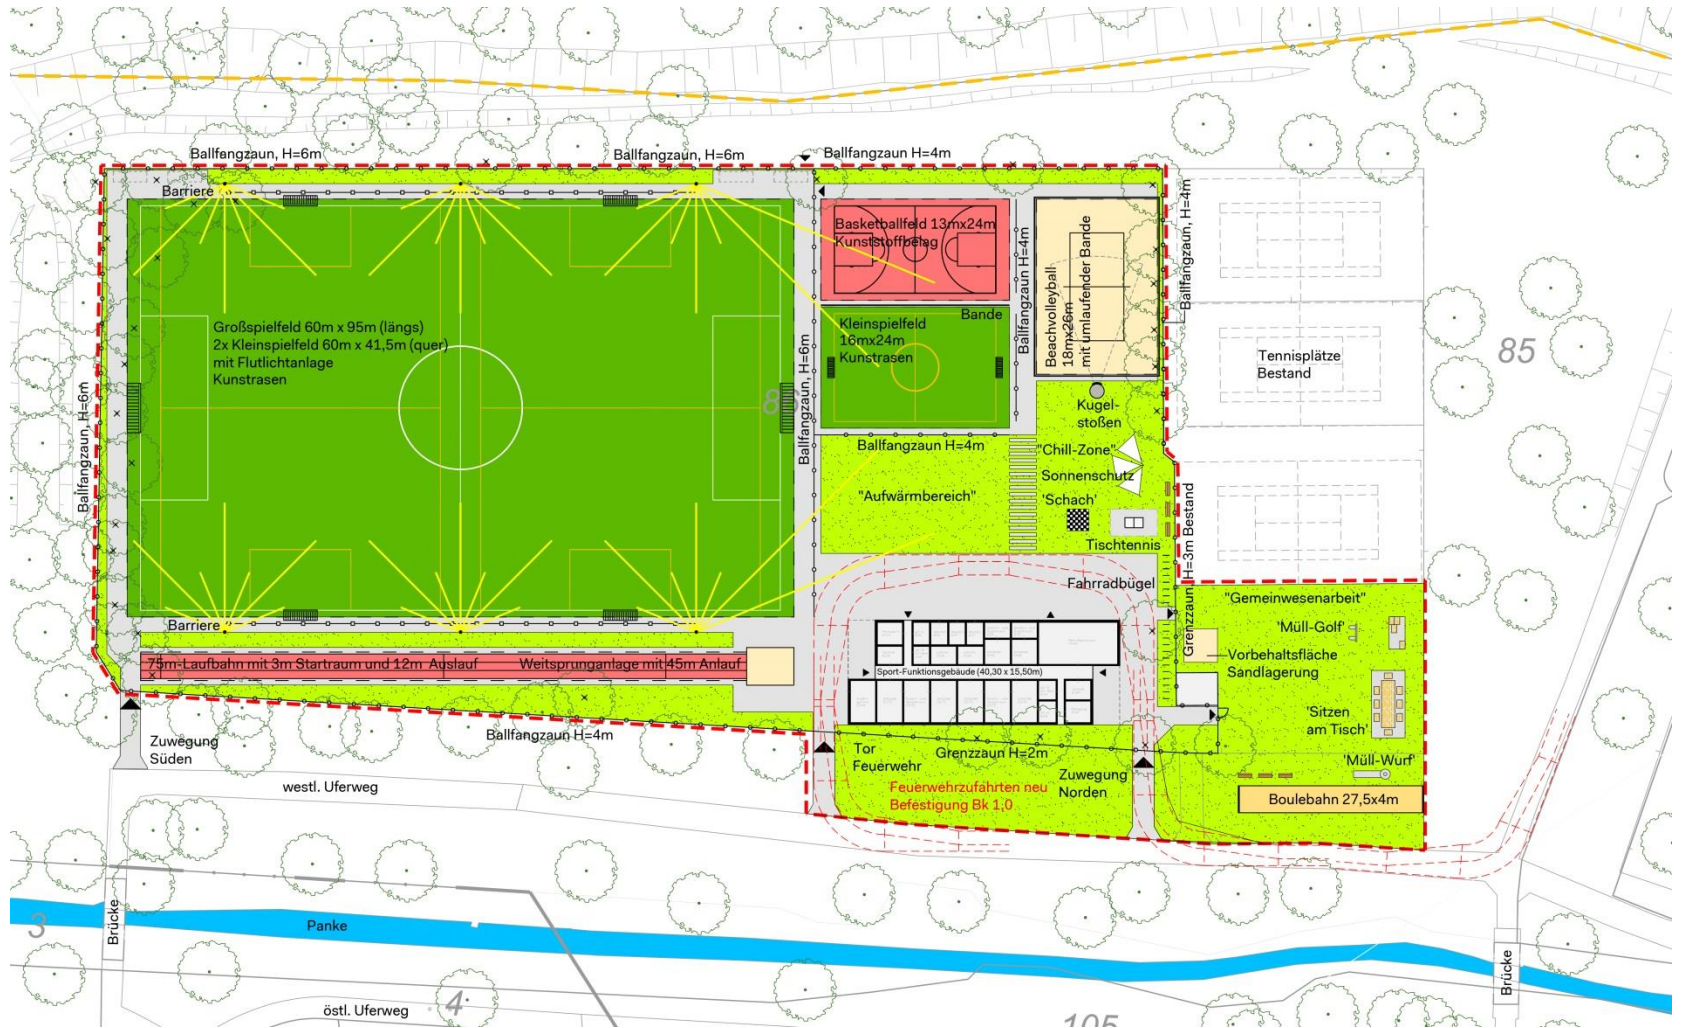 Ballfangzaun, H=6m
Ballfangzaun, H=6m
Ballfangzaun H=4m
Barriere
Basketballfeld 13mx24m
Kunststoffbelag
Ballfangzaun H=4m
Beachvolleyball
18mx26m
mit umlaufender Bande
Ballfangzaun, H=4m
Großspielfeld 60m x 95m (längs)
2x Kleinspielfeld 60m x 41,5m (quer)
mit Flutlichtanlage
Kunstrasen
86
Bande
Kleinspielfeld
16mx24m
Kunstrasen
Tennisplätze
Bestand
85
Ballfangzaun, H=6m
Ballfangzaun, H=6m
Kugel-
stoßen
Ballfangzaun H=4m
"Chill-Zone"
Sonnenschutz
"Aufwärmbereich"
'Schach'
Tischtennis
Grenzzaun, H=3m Bestand
Fahrradbügel
"Gemeinwesenarbeit"
'Müll-Golf'
Barriere
Vorbehaltsfläche
Sandlagerung
75m-Laufbahn mit 3m Startraum und 12m Auslauf
Weitsprunganlage mit 45m Anlauf
Sport-Funktionsgebäude (40,30 x 15,50m)
'Sitzen
am Tisch'
Zuwegung
Süden
Ballfangzaun H=4m
Tor
Feuerwehr
Grenzzaun H=2m
Zuwegung
Norden
'Müll-Wurf'
westl. Uferweg
Feuerwehrzufahrten neu
Befestigung Bk 1,0
Boulebahn 27,5x4m
3
Brücke
Panke
Brücke
östl. Uferweg
4
105